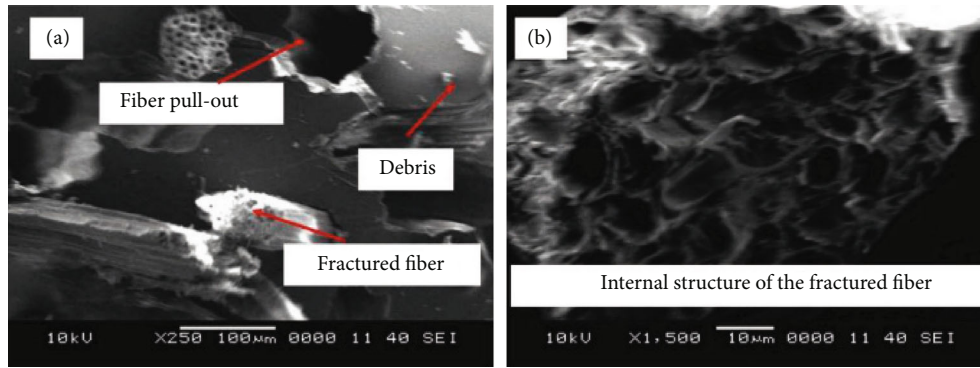 (a)
Fiber pull-out
Debris
Fractured fiber
10kV X250 100μm 0000 11 40 SEI
(b)
Internal structure of the fractured fiber
10kV X1,500 10μm 0000 11 40 SEI